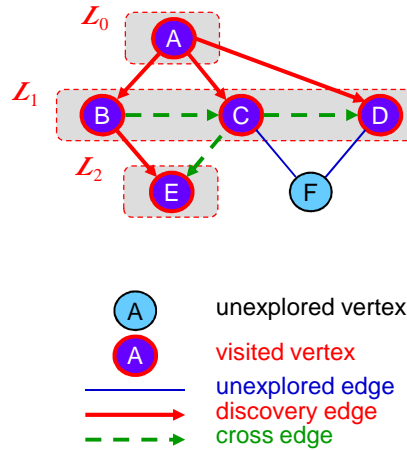 L0
A
L1
B C D
L2
E F
A unexplored vertex
A visited vertex
unexplored edge
discovery edge
cross edge